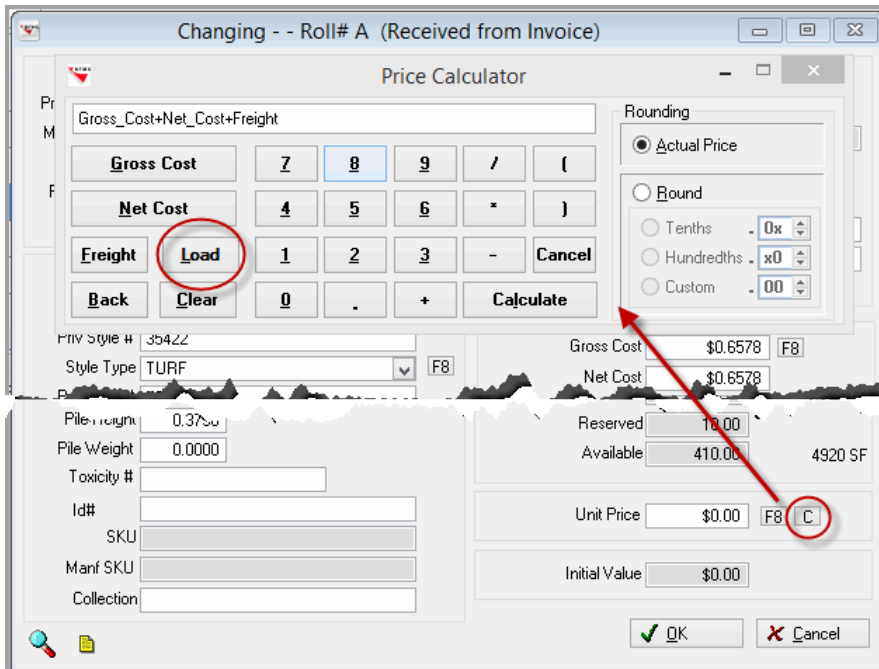 Changing - - Roll# A (Received from Invoice)
Price Calculator
Gross_Cost+Net_Cost+Freight
Gross Cost 7 8 9 / (
Net Cost 4 5 6 * )
Freight Load 1 2 3 - Cancel
Back Clear 0 . + Calculate
Rounding
Actual Price
Round
Tenths . 0x
Hundredths . x0
Custom . 00
Priv Style # 35422
Style Type TURF F8
Gross Cost $0.6578 F8
Net Cost $0.6578
Pile Height
Pile Weight 0.0000
Toxicity #
Id#
SKU
Manf SKU
Collection
Reserved 10.00
Available 410.00 4920 SF
Unit Price $0.00 F8 C
Initial Value $0.00
OK Cancel